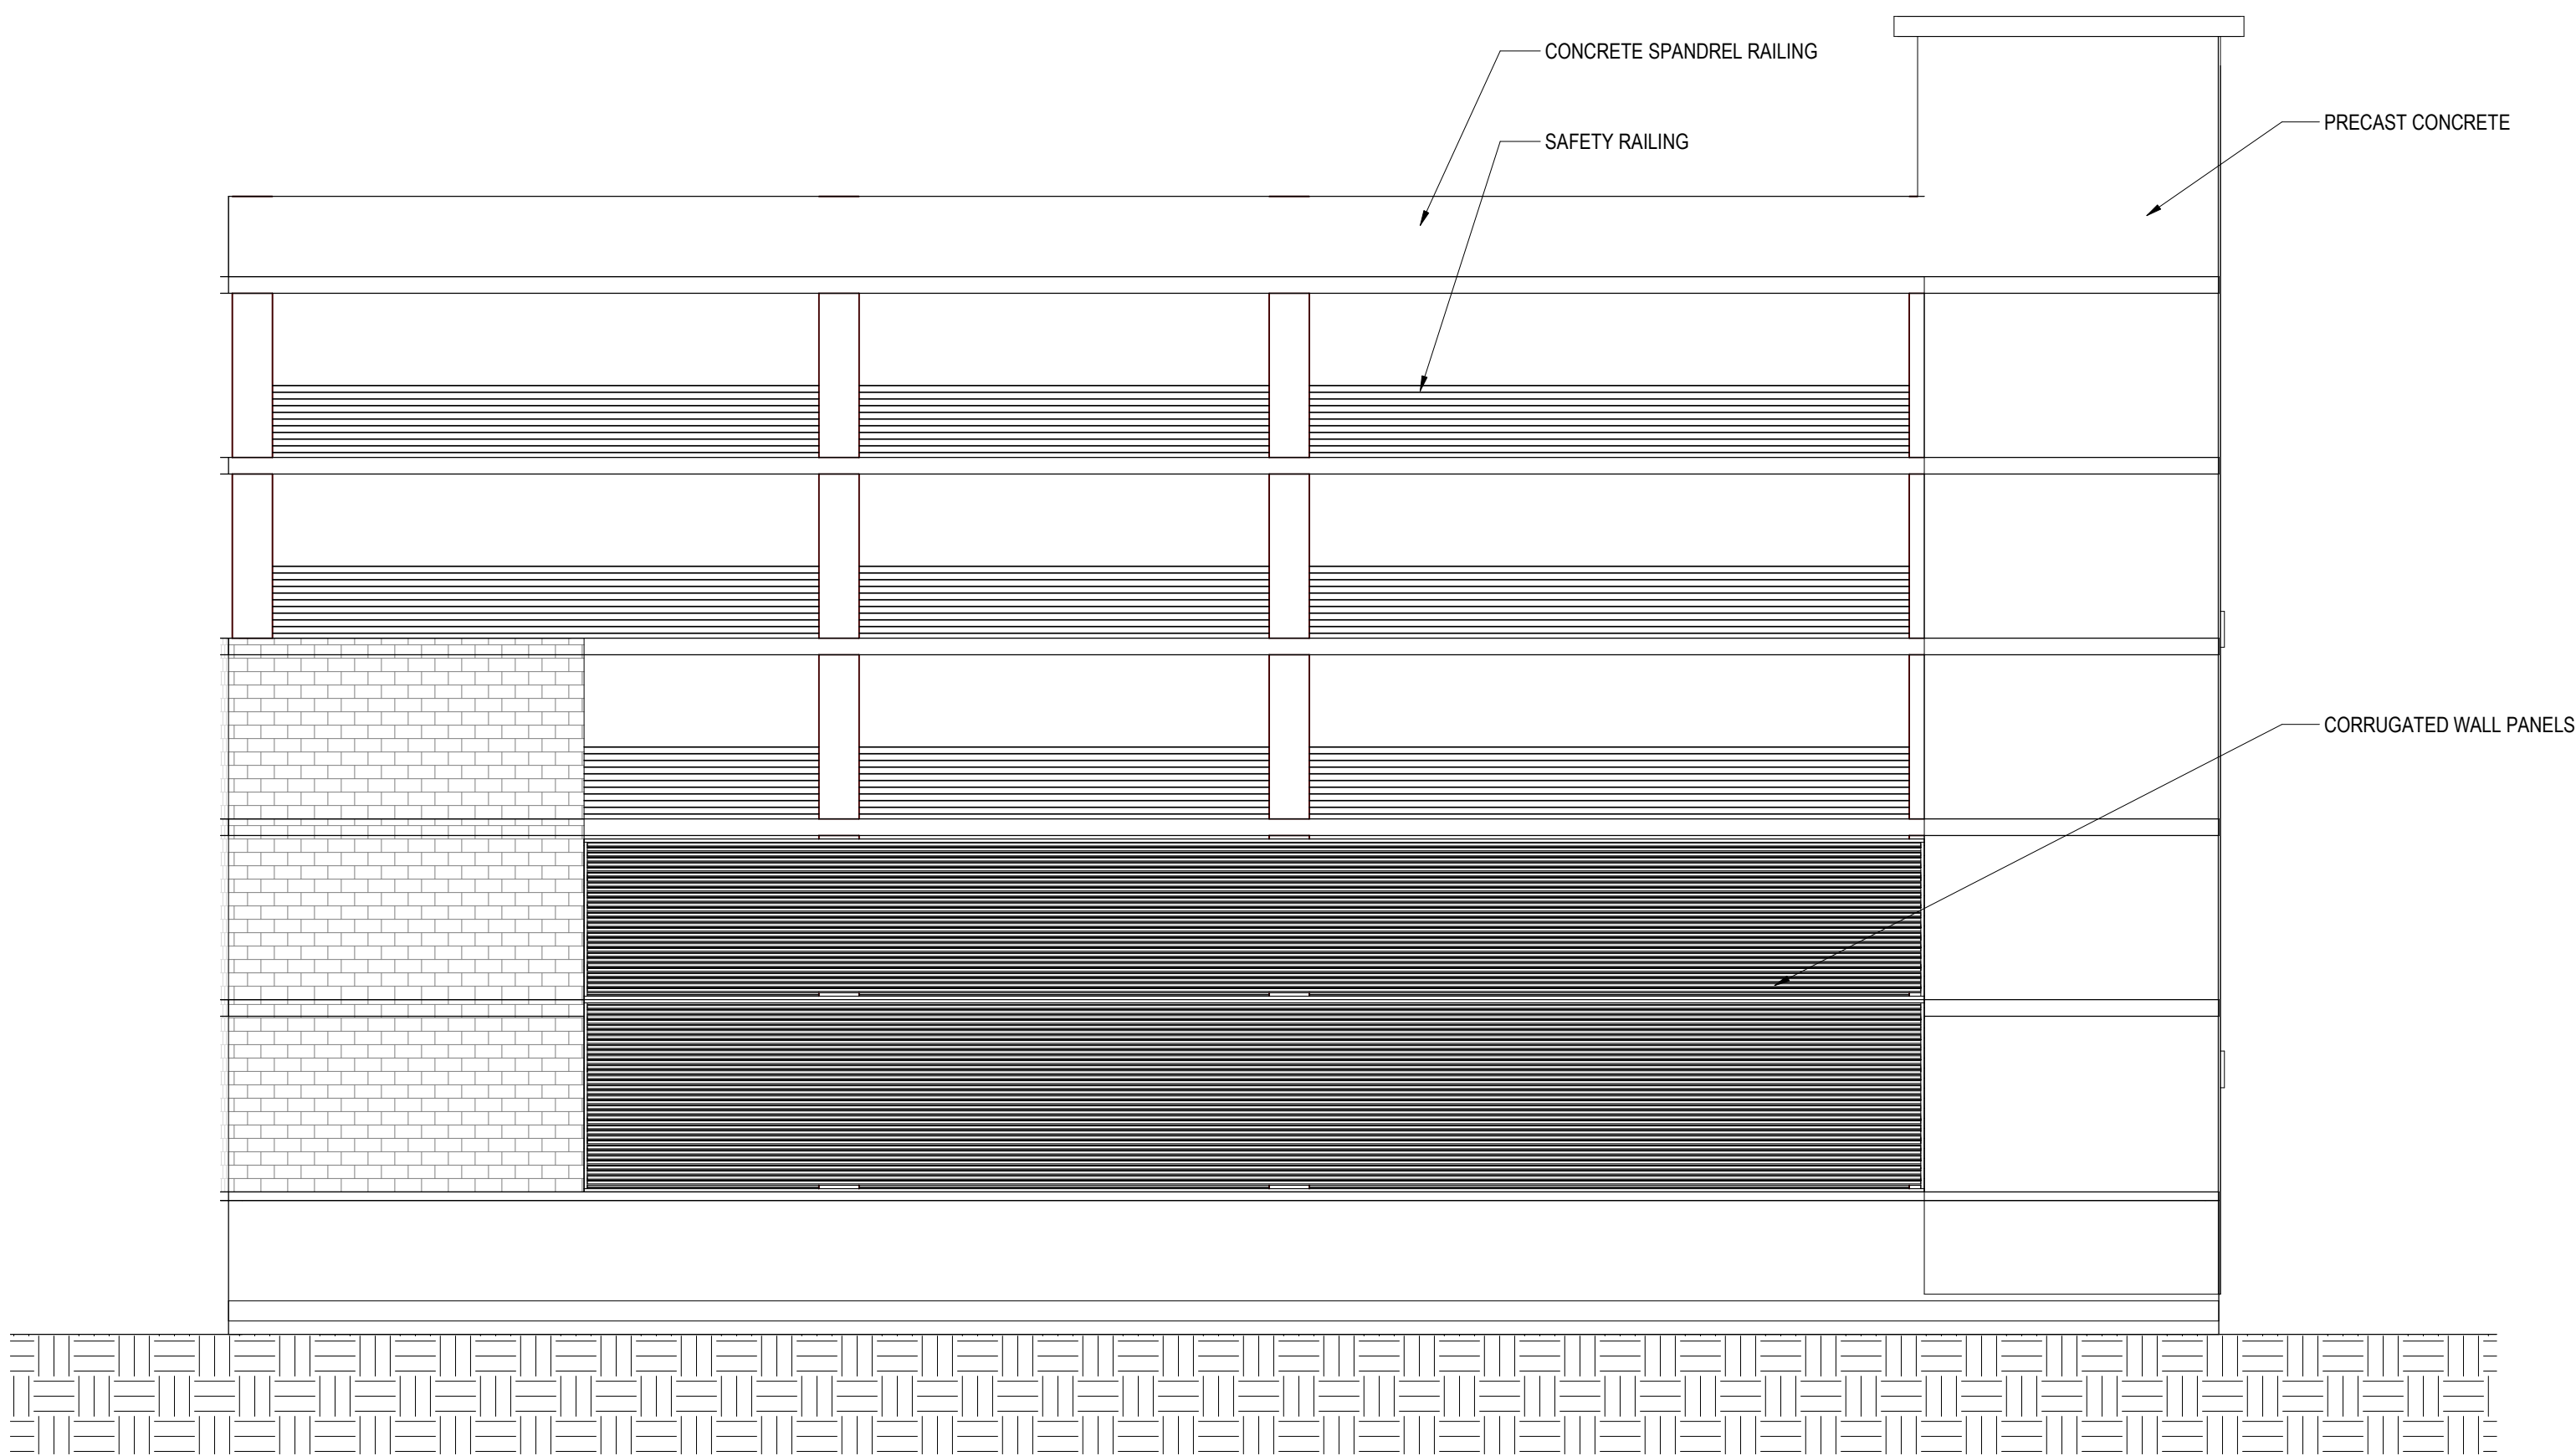 CONCRETE SPANDREL RAILING
PRECAST CONCRETE
SAFETY RAILING
CORRUGATED WALL PANELS